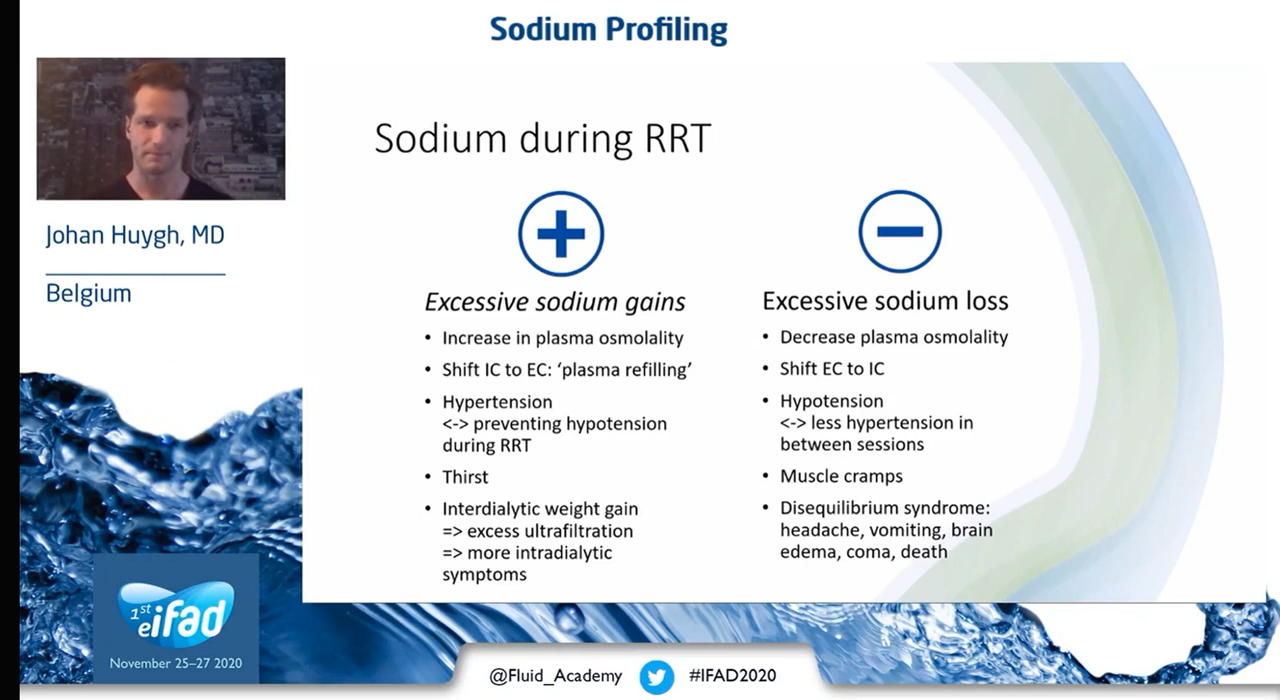 Sodium Profiling
Johan Huygh, MD
Belgium
Sodium during RRT
Excessive sodium gains
• Increase in plasma osmolality
• Shift IC to EC: ‘plasma refilling’
• Hypertension
<-> preventing hypotension
during RRT
• Thirst
• Interdialytic weight gain
=> excess ultrafiltration
=> more intradialytic
symptoms
Excessive sodium loss
• Decrease plasma osmolality
• Shift EC to IC
• Hypotension
<-> less hypertension in
between sessions
• Muscle cramps
• Disequilibrium syndrome:
headache, vomiting, brain
edema, coma, death
1st
eifad
November 25–27 2020
@Fluid_Academy
#IFAD2020